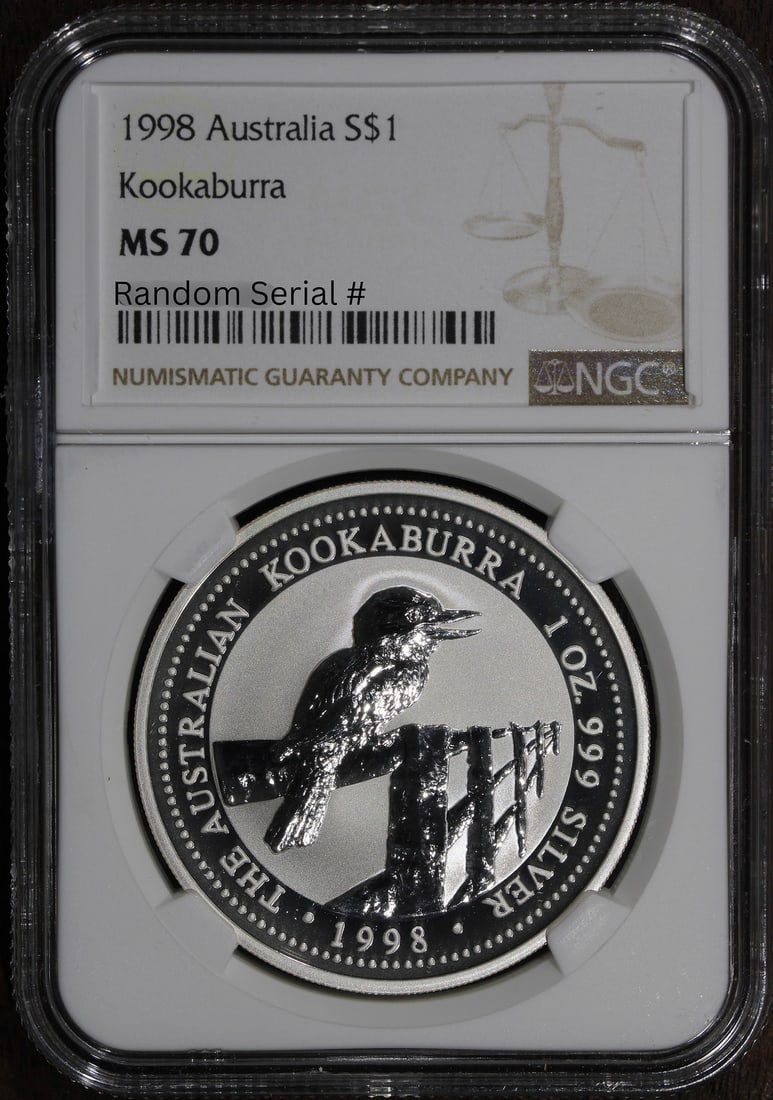 1998 Australia S$1
Kookaburra
MS 70
Random Serial #
NUMISMATIC GUARANTY COMPANY
NGC®
THE AUSTRALIAN KOOKABURRA 1 OZ. 999 SILVER
· 1998 ·